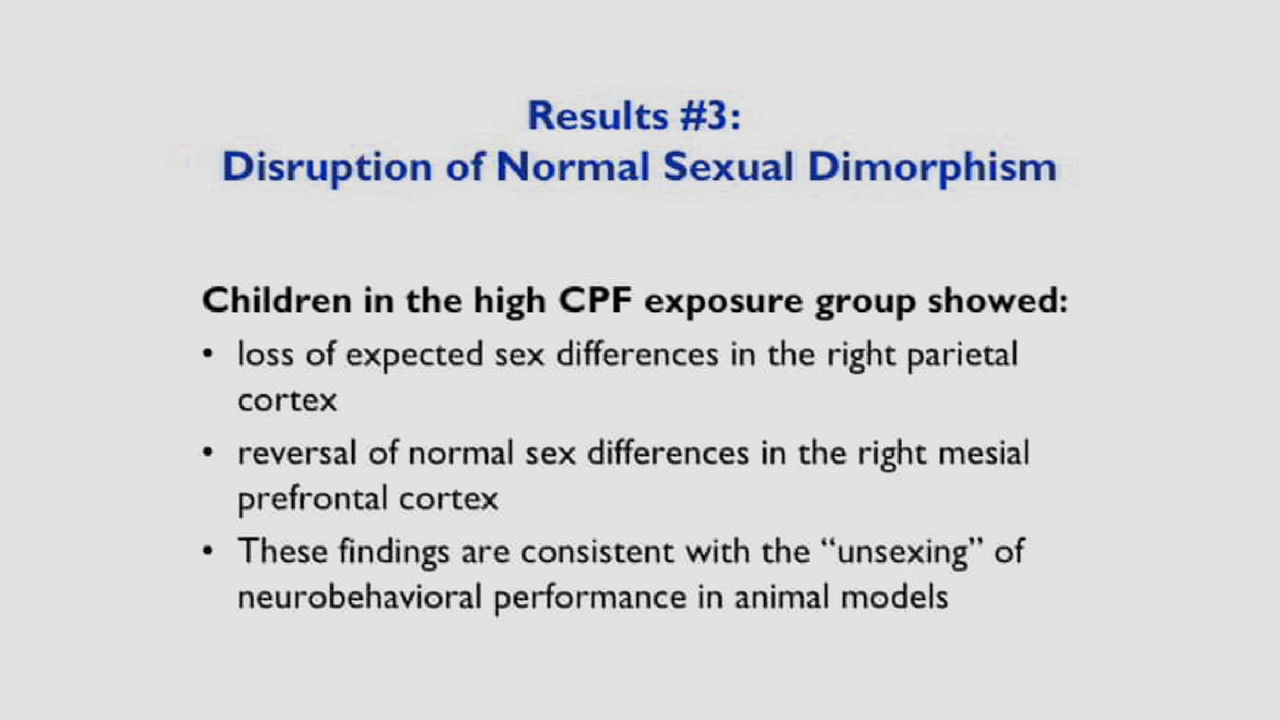 Results #3:
Disruption of Normal Sexual Dimorphism
Children in the high CPF exposure group showed:
• loss of expected sex differences in the right parietal
cortex
• reversal of normal sex differences in the right mesial
prefrontal cortex
• These findings are consistent with the “unsexing” of
neurobehavioral performance in animal models